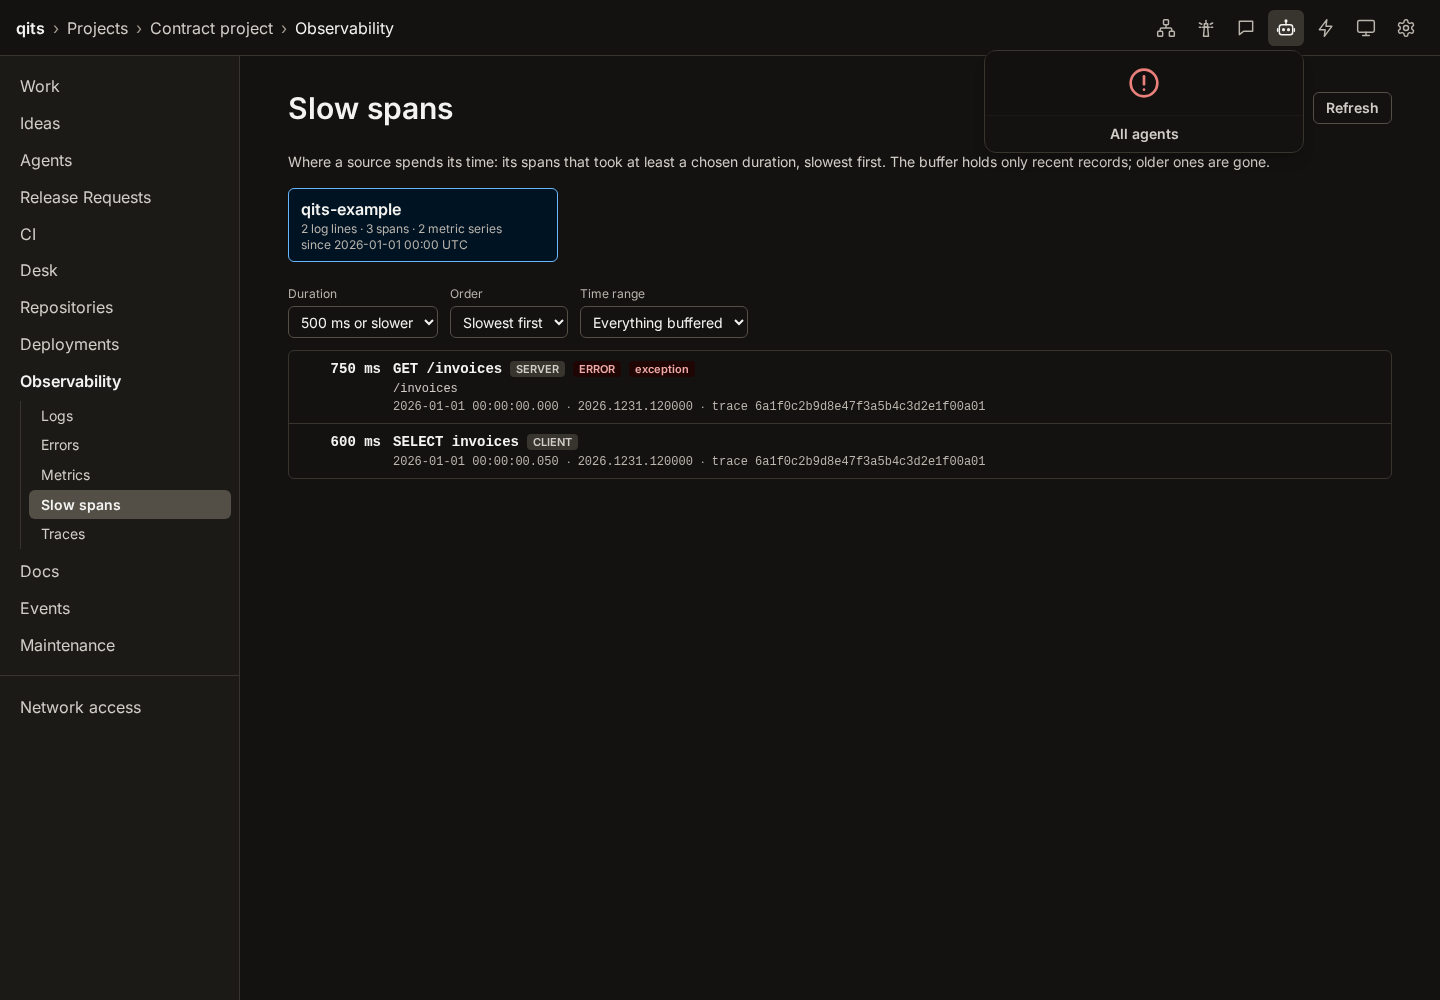 qits › Projects › Contract project › Observability
All agents
Work
Ideas
Agents
Release Requests
CI
Desk
Repositories
Deployments
Observability
Logs
Errors
Metrics
Slow spans
Traces
Docs
Events
Maintenance
Network access
Slow spans
Refresh
Where a source spends its time: its spans that took at least a chosen duration, slowest first. The buffer holds only recent records; older ones are gone.
qits-example
2 log lines · 3 spans · 2 metric series
since 2026-01-01 00:00 UTC
Duration Order Time range
500 ms or slower Slowest first Everything buffered
750 ms GET /invoices SERVER ERROR exception
/invoices
2026-01-01 00:00:00.000 · 2026.1231.120000 · trace 6a1f0c2b9d8e47f3a5b4c3d2e1f00a01
600 ms SELECT invoices CLIENT
2026-01-01 00:00:00.050 · 2026.1231.120000 · trace 6a1f0c2b9d8e47f3a5b4c3d2e1f00a01